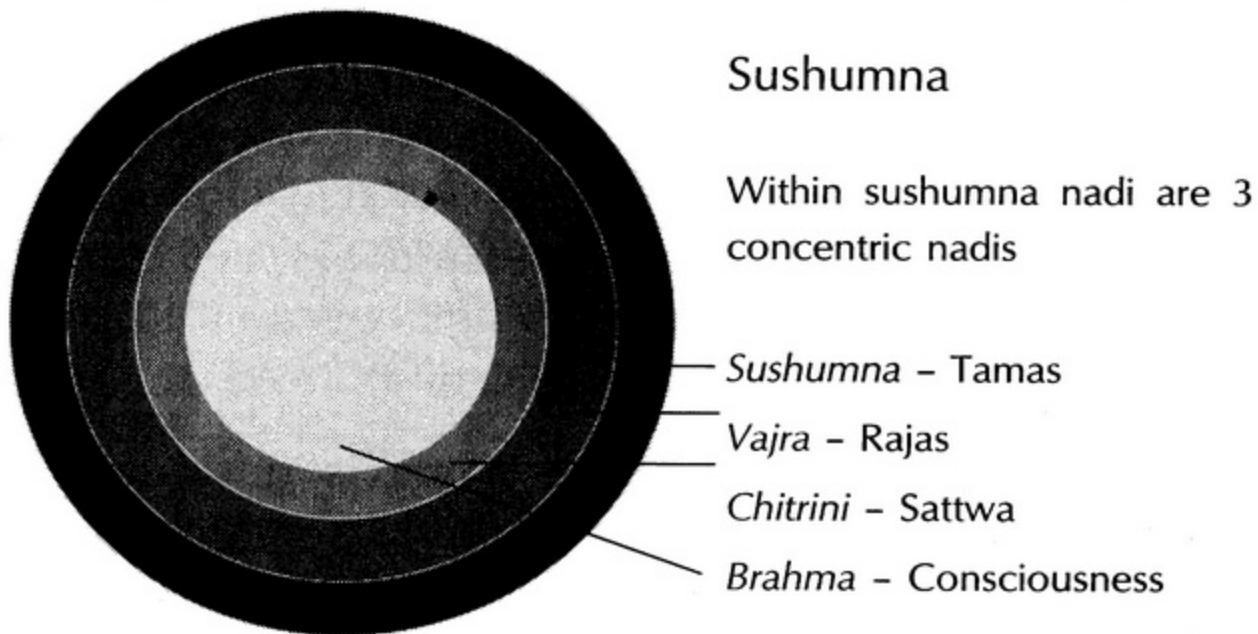 Sushumna
Within sushumna nadi are 3
concentric nadis
Sushumna – Tamas
Vajra – Rajas
Chitrini – Sattwa
Brahma – Consciousness